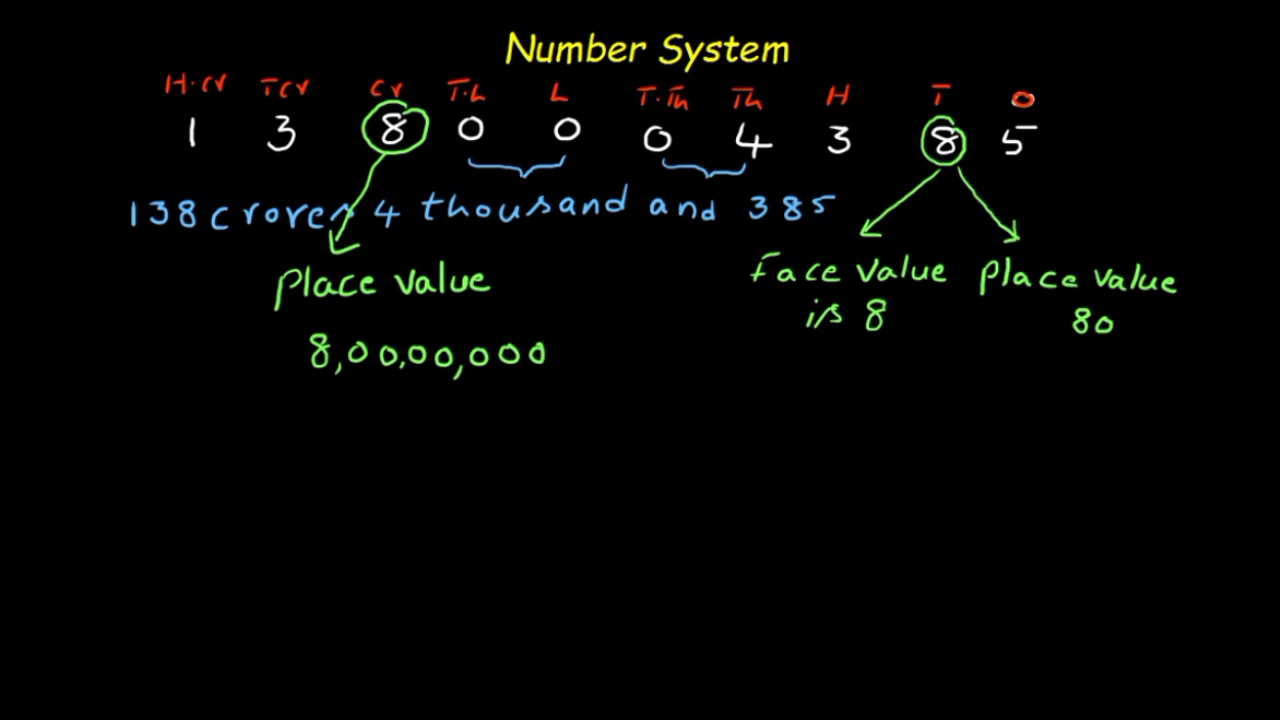 Number System
H.Cr T Cr Cr T.L L T.Th Th H T O
1 3 8 0 0 0 4 3 8 5
138 crores 4 thousand and 385
Place value
8,00,00,000
Face value
is 8
Place value
80